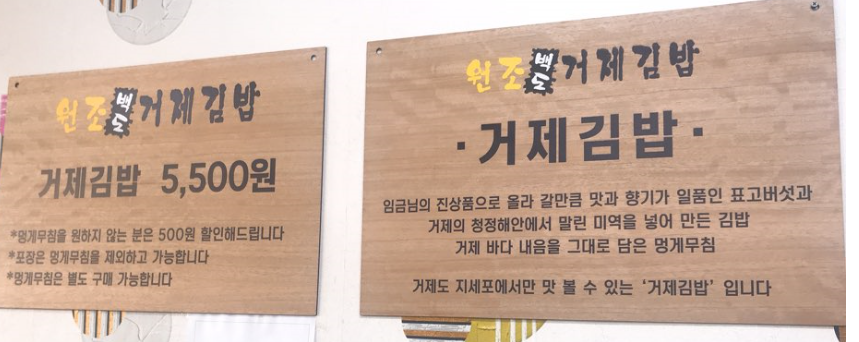 원조백도거제김밥
거제김밥 5,500원
*멍게무침을 원하지 않는 분은 500원 할인해드립니다
*포장은 멍게무침을 제외하고 가능합니다
*멍게무침은 별도 구매 가능합니다
원조백도거제김밥
·거제김밥·
임금님의 진상품으로 올라 갈만큼 맛과 향기가 일품인 표고버섯과
거제의 청정해안에서 말린 미역을 넣어 만든 김밥
거제 바다 내음을 그대로 담은 멍게무침
거제도 지세포에서만 맛 볼 수 있는 '거제김밥' 입니다